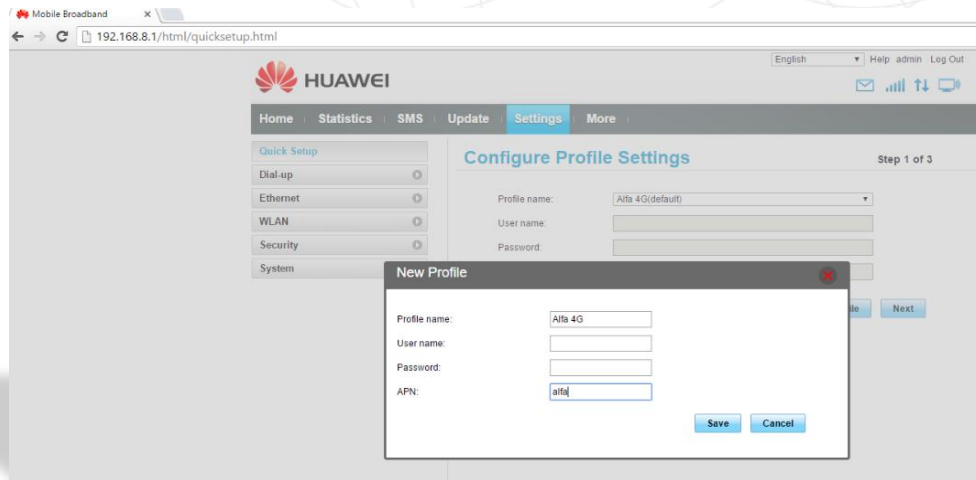 Mobile Broadband
192.168.8.1/html/quicksetup.html
English Help admin Log Out
HUAWEI
Home Statistics SMS Update Settings More
Quick Setup
Dial-up
Ethernet
WLAN
Security
System
Configure Profile Settings
Step 1 of 3
Profile name: Alfa 4G(default)
User name:
Password:
Next
New Profile
Profile name: Alfa 4G
User name:
Password:
APN: alfa
Save Cancel